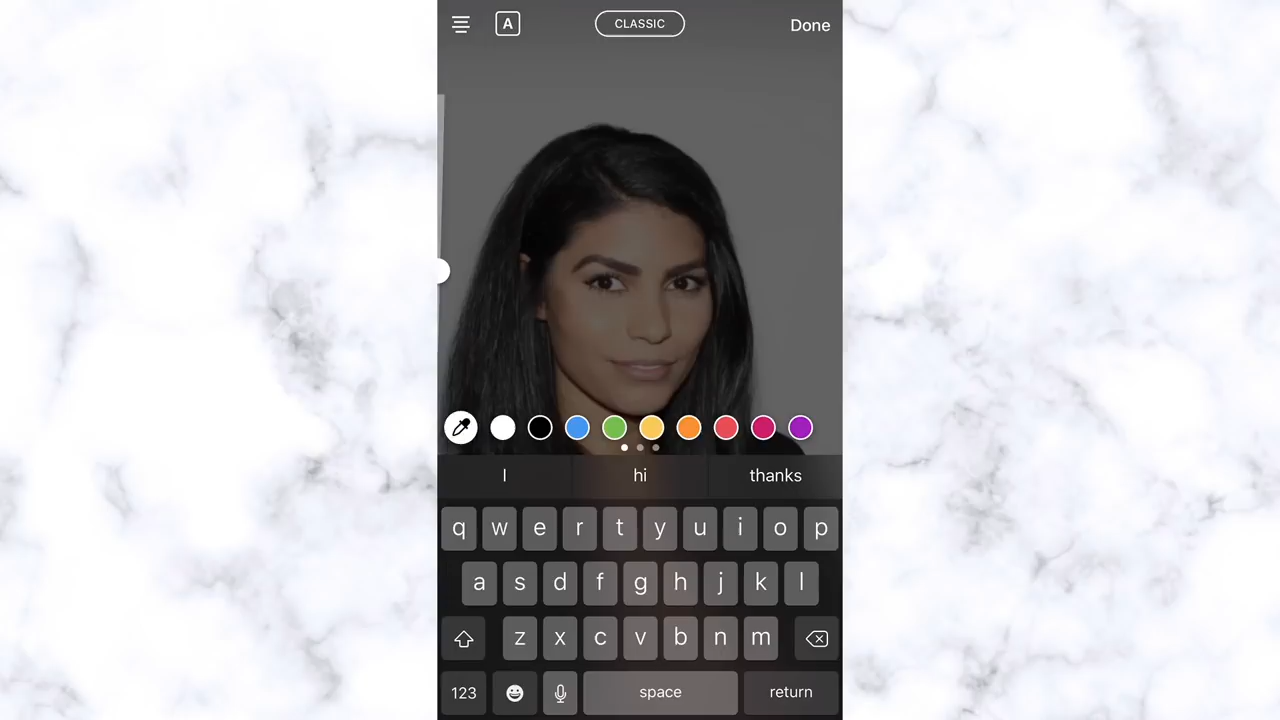 A CLASSIC Done
I hi thanks
q w e r t y u i o p
a s d f g h j k l
z x c v b n m
123 space return